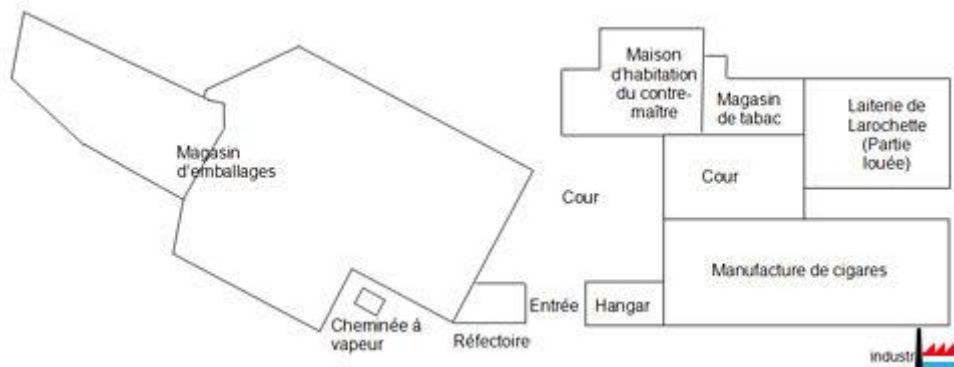 Maison
d'habitation
du contre-
maître
Magasin
de tabac
Laiterie de
Larochette
(Partie
louée)
Magasin
d'emballages
Cour
Cour
Manufacture de cigares
Entrée
Hangar
Cheminée à
vapeur
Réfectoire
industr